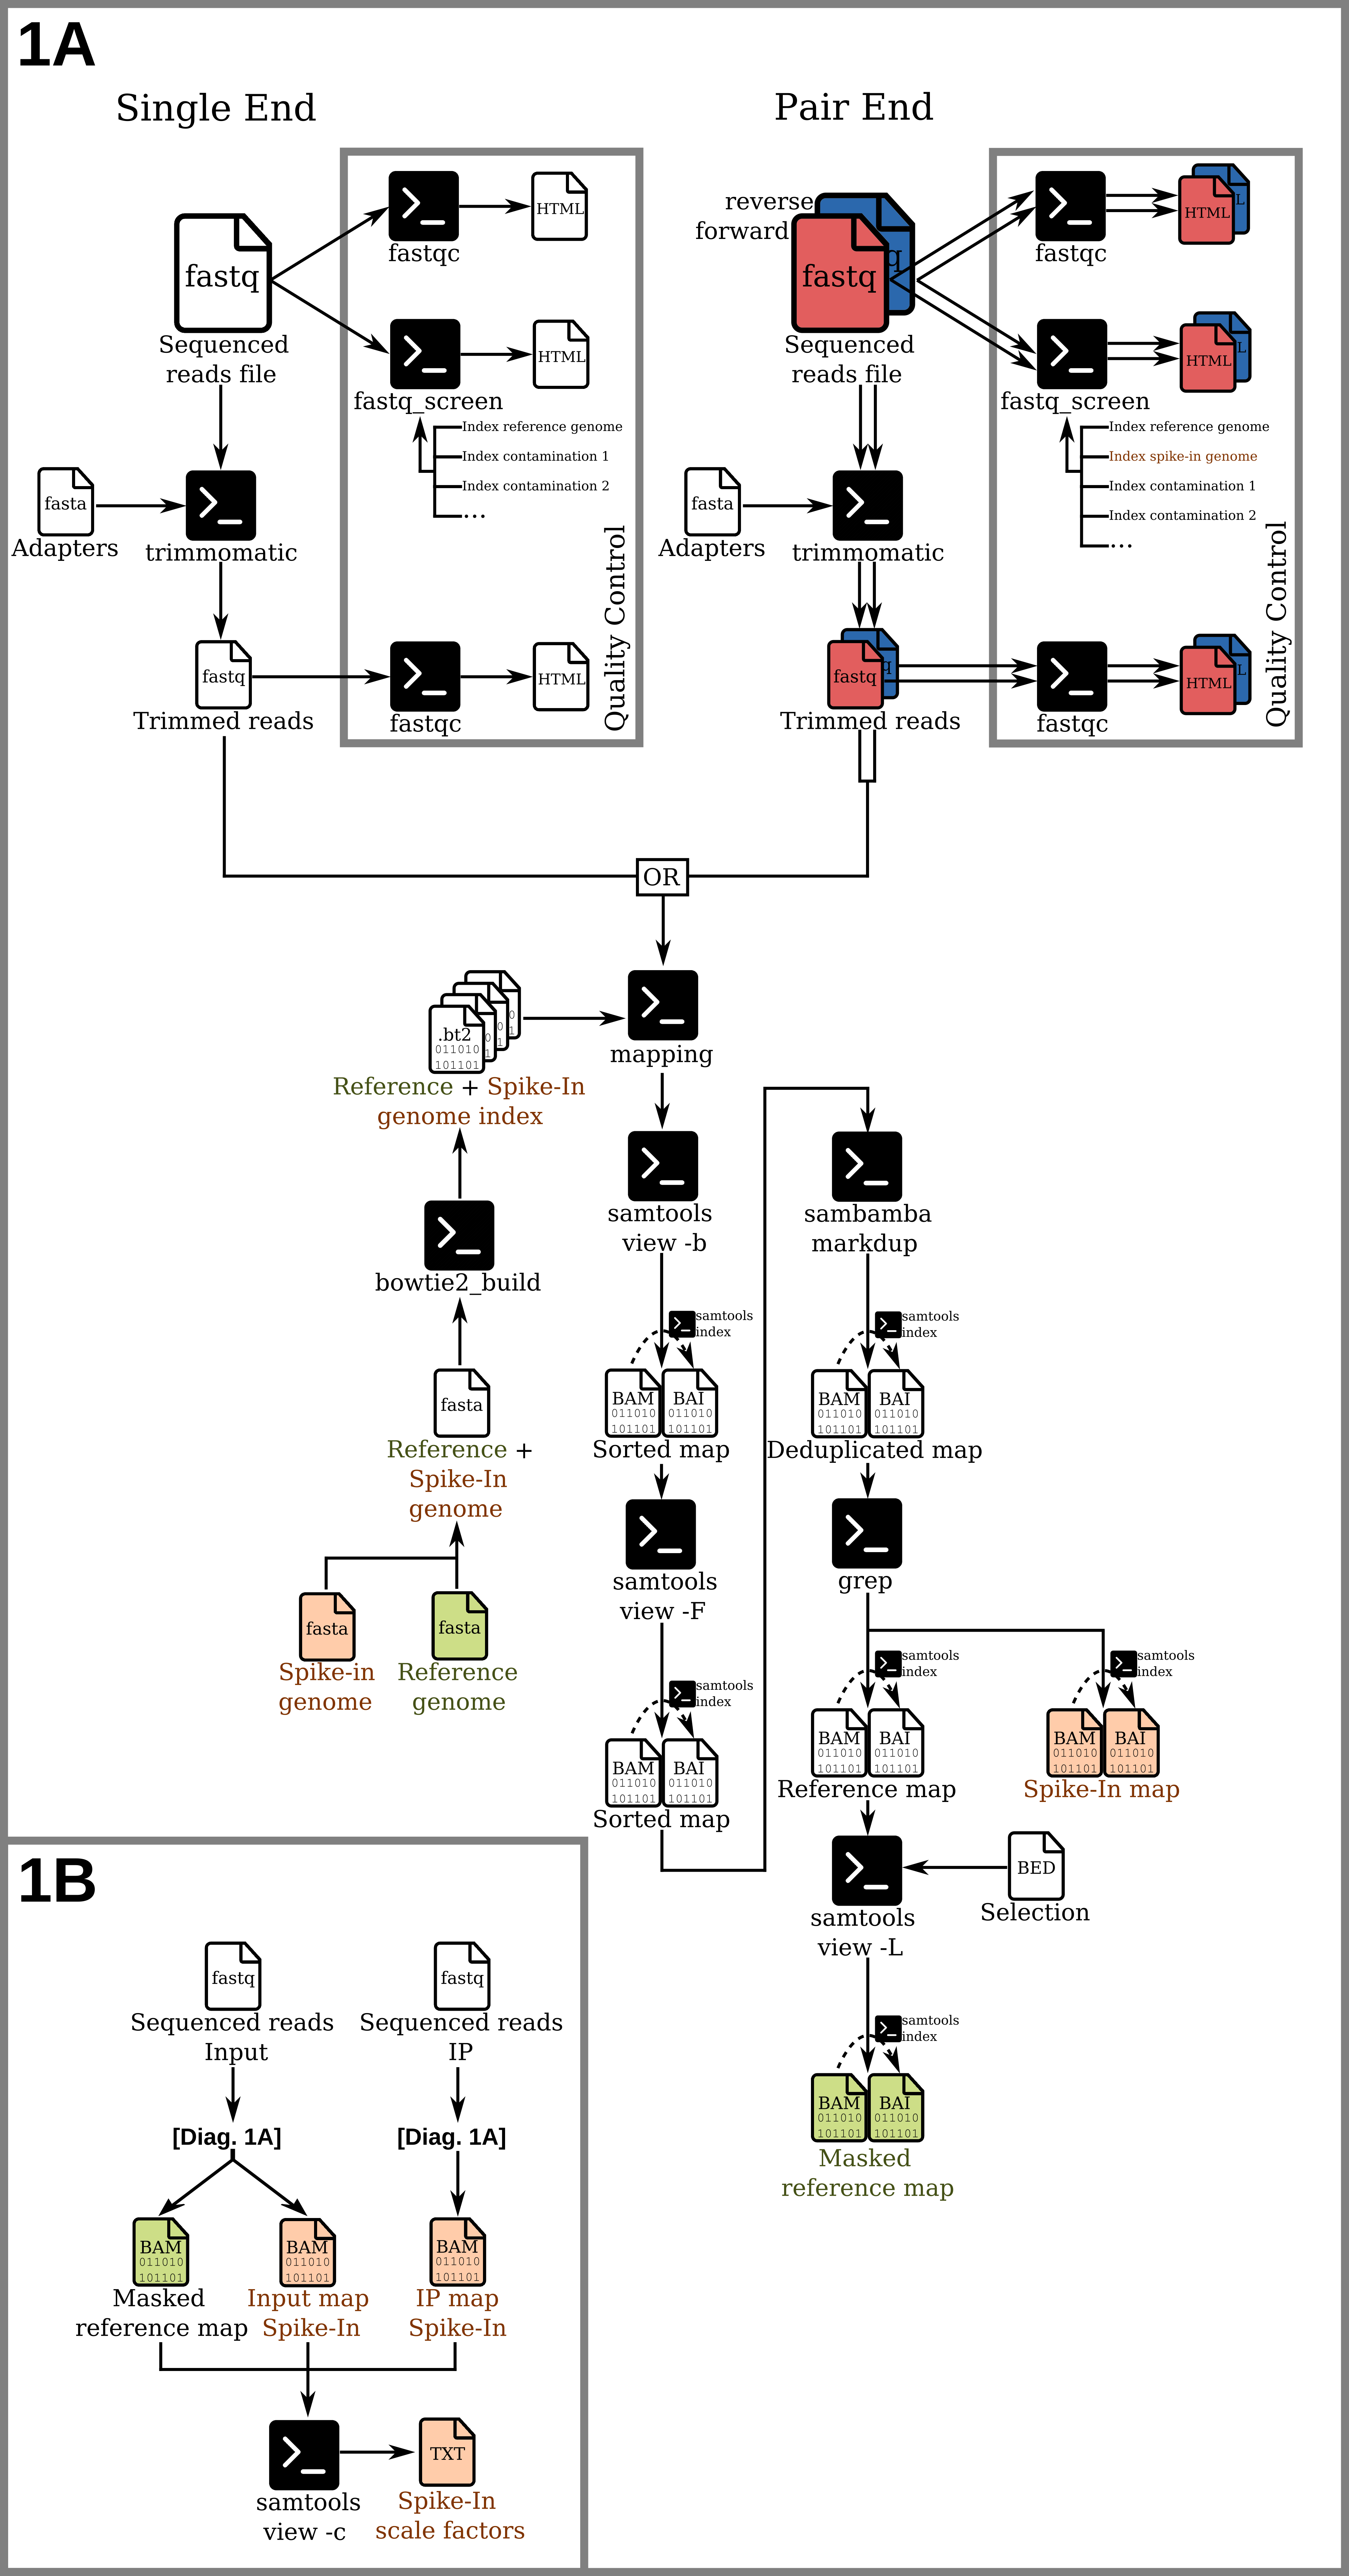 1A
Single End
Pair End
fastq
Sequenced
reads file
fastqc
HTML
fastq_screen
HTML
Index reference genome
Index contamination 1
Index contamination 2
...
fasta
Adapters
trimmomatic
fastq
Trimmed reads
fastqc
HTML
Quality Control
reverse
forward
fastq
q
Sequenced
reads file
fastqc
HTML
L
fastq_screen
HTML
L
Index reference genome
Index spike-in genome
Index contamination 1
Index contamination 2
...
fasta
Adapters
trimmomatic
fastq
q
Trimmed reads
fastqc
HTML
L
Quality Control
OR
.bt2
011010
101101
0
1
0
1
0
1
Reference + Spike-In
genome index
mapping
bowtie2_build
fasta
Reference +
Spike-In
genome
fasta
Spike-in
genome
fasta
Reference
genome
samtools
view -b
samtools
index
BAM
011010
101101
BAI
011010
101101
Sorted map
samtools
view -F
samtools
index
BAM
011010
101101
BAI
011010
101101
Sorted map
sambamba
markdup
samtools
index
BAM
011010
101101
BAI
011010
101101
Deduplicated map
grep
samtools
index
BAM
011010
101101
BAI
011010
101101
Reference map
samtools
index
BAM
011010
101101
BAI
011010
101101
Spike-In map
samtools
view -L
BED
Selection
samtools
index
BAM
011010
101101
BAI
011010
101101
Masked
reference map
1B
fastq
Sequenced reads
Input
fastq
Sequenced reads
IP
[Diag. 1A]
[Diag. 1A]
BAM
011010
101101
Masked
reference map
BAM
011010
101101
Input map
Spike-In
BAM
011010
101101
IP map
Spike-In
samtools
view -c
TXT
Spike-In
scale factors